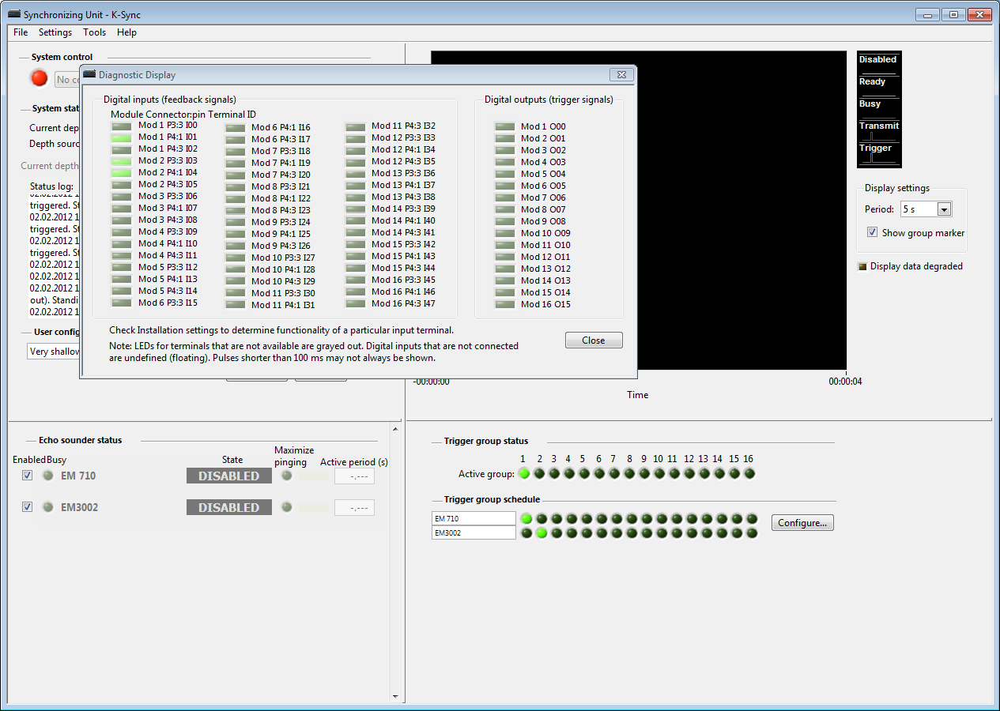 Synchronizing Unit - K-Sync
File Settings Tools Help
System control
No co
System stat
Current dep
Depth sourc
Current depth
Status log:
triggered. St
02.02.2012 1
triggered. St
02.02.2012 1
triggered. St
02.02.2012 1
02.02.2012 1
02.02.2012 1
out). Standi
02.02.2012 1
User config
Very shallow
Diagnostic Display
Digital inputs (feedback signals)
Module Connector:pin Terminal ID
Mod 1 P3:3 I00
Mod 1 P4:1 I01
Mod 1 P4:3 I02
Mod 2 P3:3 I03
Mod 2 P4:1 I04
Mod 2 P4:3 I05
Mod 3 P3:3 I06
Mod 3 P4:1 I07
Mod 3 P4:3 I08
Mod 4 P3:3 I09
Mod 4 P4:1 I10
Mod 4 P4:3 I11
Mod 5 P3:3 I12
Mod 5 P4:1 I13
Mod 5 P4:3 I14
Mod 6 P3:3 I15
Mod 6 P4:1 I16
Mod 6 P4:3 I17
Mod 7 P3:3 I18
Mod 7 P4:1 I19
Mod 7 P4:3 I20
Mod 8 P3:3 I21
Mod 8 P4:1 I22
Mod 8 P4:3 I23
Mod 9 P3:3 I24
Mod 9 P4:1 I25
Mod 9 P4:3 I26
Mod 10 P3:3 I27
Mod 10 P4:1 I28
Mod 10 P4:3 I29
Mod 11 P3:3 I30
Mod 11 P4:1 I31
Mod 11 P4:3 I32
Mod 12 P3:3 I33
Mod 12 P4:1 I34
Mod 12 P4:3 I35
Mod 13 P3:3 I36
Mod 13 P4:1 I37
Mod 13 P4:3 I38
Mod 14 P3:3 I39
Mod 14 P4:1 I40
Mod 14 P4:3 I41
Mod 15 P3:3 I42
Mod 15 P4:1 I43
Mod 15 P4:3 I44
Mod 16 P3:3 I45
Mod 16 P4:1 I46
Mod 16 P4:3 I47
Digital outputs (trigger signals)
Mod 1 O00
Mod 2 O01
Mod 3 O02
Mod 4 O03
Mod 5 O04
Mod 6 O05
Mod 7 O06
Mod 8 O07
Mod 9 O08
Mod 10 O09
Mod 11 O10
Mod 12 O11
Mod 13 O12
Mod 14 O13
Mod 15 O14
Mod 16 O15
Check Installation settings to determine functionality of a particular input terminal.
Note: LEDs for terminals that are not available are grayed out. Digital inputs that are not connected
are undefined (floating). Pulses shorter than 100 ms may not always be shown.
Close
Disabled
Ready
Busy
Transmit
Trigger
Display settings
Period: 5 s
Show group marker
Display data degraded
-00:00:00
00:00:04
Time
Echo sounder status
Enabled Busy State Maximize pinging Active period (s)
EM 710 DISABLED -,---
EM3002 DISABLED -,---
Trigger group status
1 2 3 4 5 6 7 8 9 10 11 12 13 14 15 16
Active group:
Trigger group schedule
EM 710
EM3002
Configure...